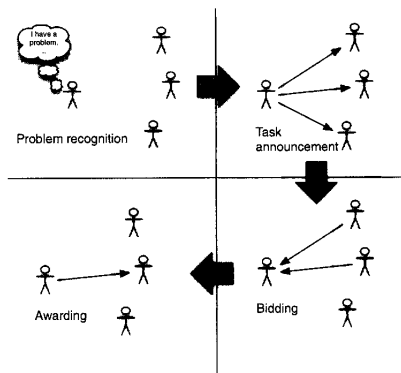 I have a
problem.
...
Problem recognition
Task
announcement
Awarding
Bidding